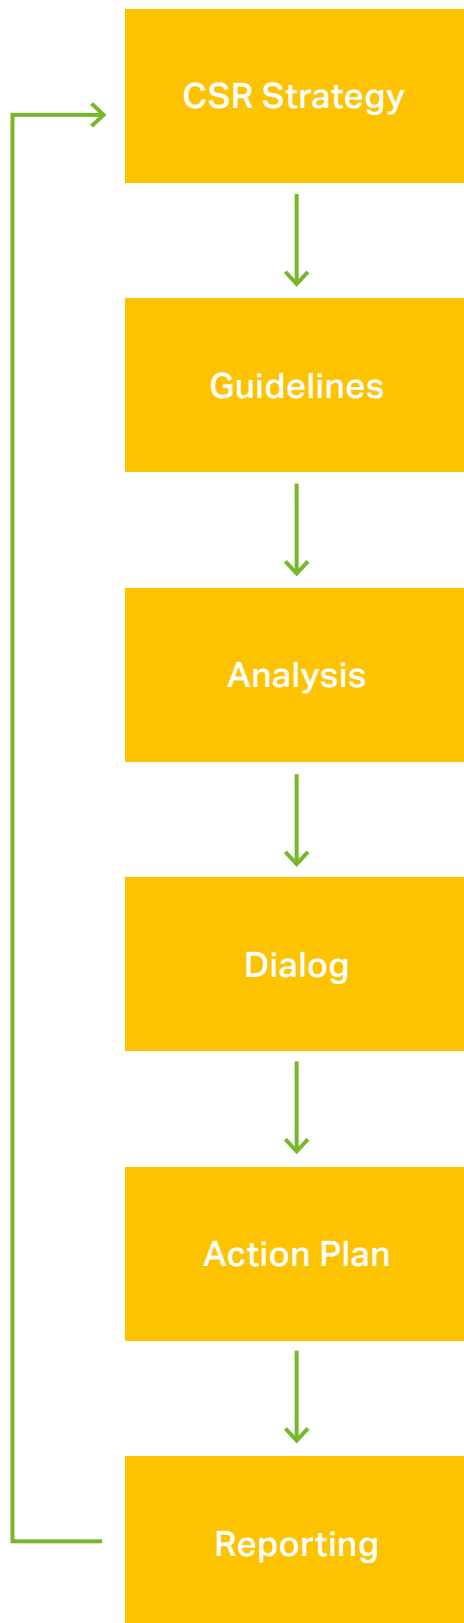 CSR Strategy
Guidelines
Analysis
Dialog
Action Plan
Reporting